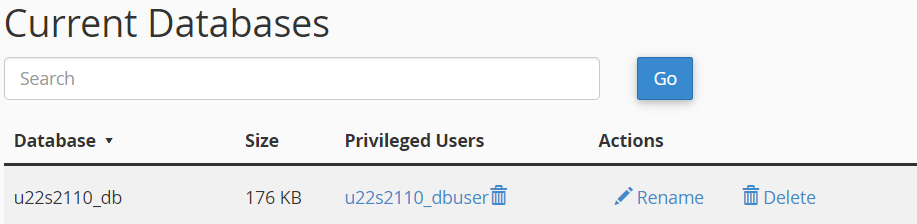 Current Databases
Search Go
Database Size Privileged Users Actions
u22s2110_db 176 KB u22s2110_dbuser Rename Delete